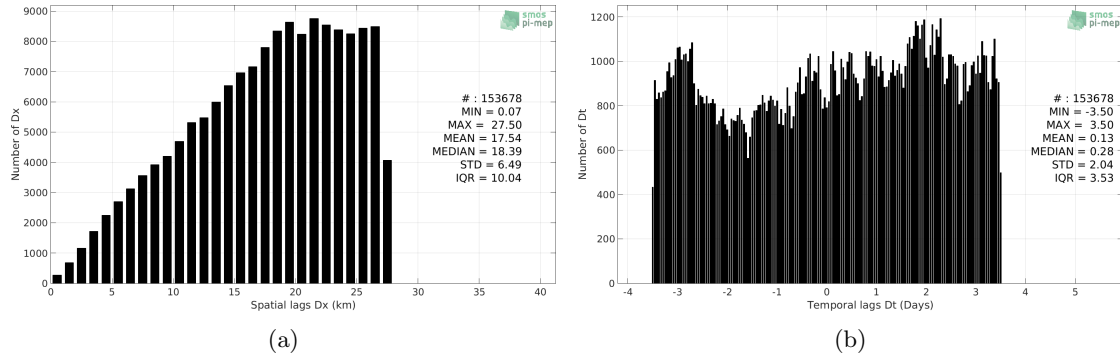 9000
8000
7000
6000
5000
4000
3000
2000
1000
0
Number of Dx
0 5 10 15 20 25 30 35 40
Spatial lags Dx (km)
smos
pi-mep
# : 153678
MIN = 0.07
MAX = 27.50
MEAN = 17.54
MEDIAN = 18.39
STD = 6.49
IQR = 10.04
(a)
1200
1000
800
600
400
200
0
Number of Dt
-4 -3 -2 -1 0 1 2 3 4 5
Temporal lags Dt (Days)
smos
pi-mep
# : 153678
MIN = -3.50
MAX = 3.50
MEAN = 0.13
MEDIAN = 0.28
STD = 2.04
IQR = 3.53
(b)